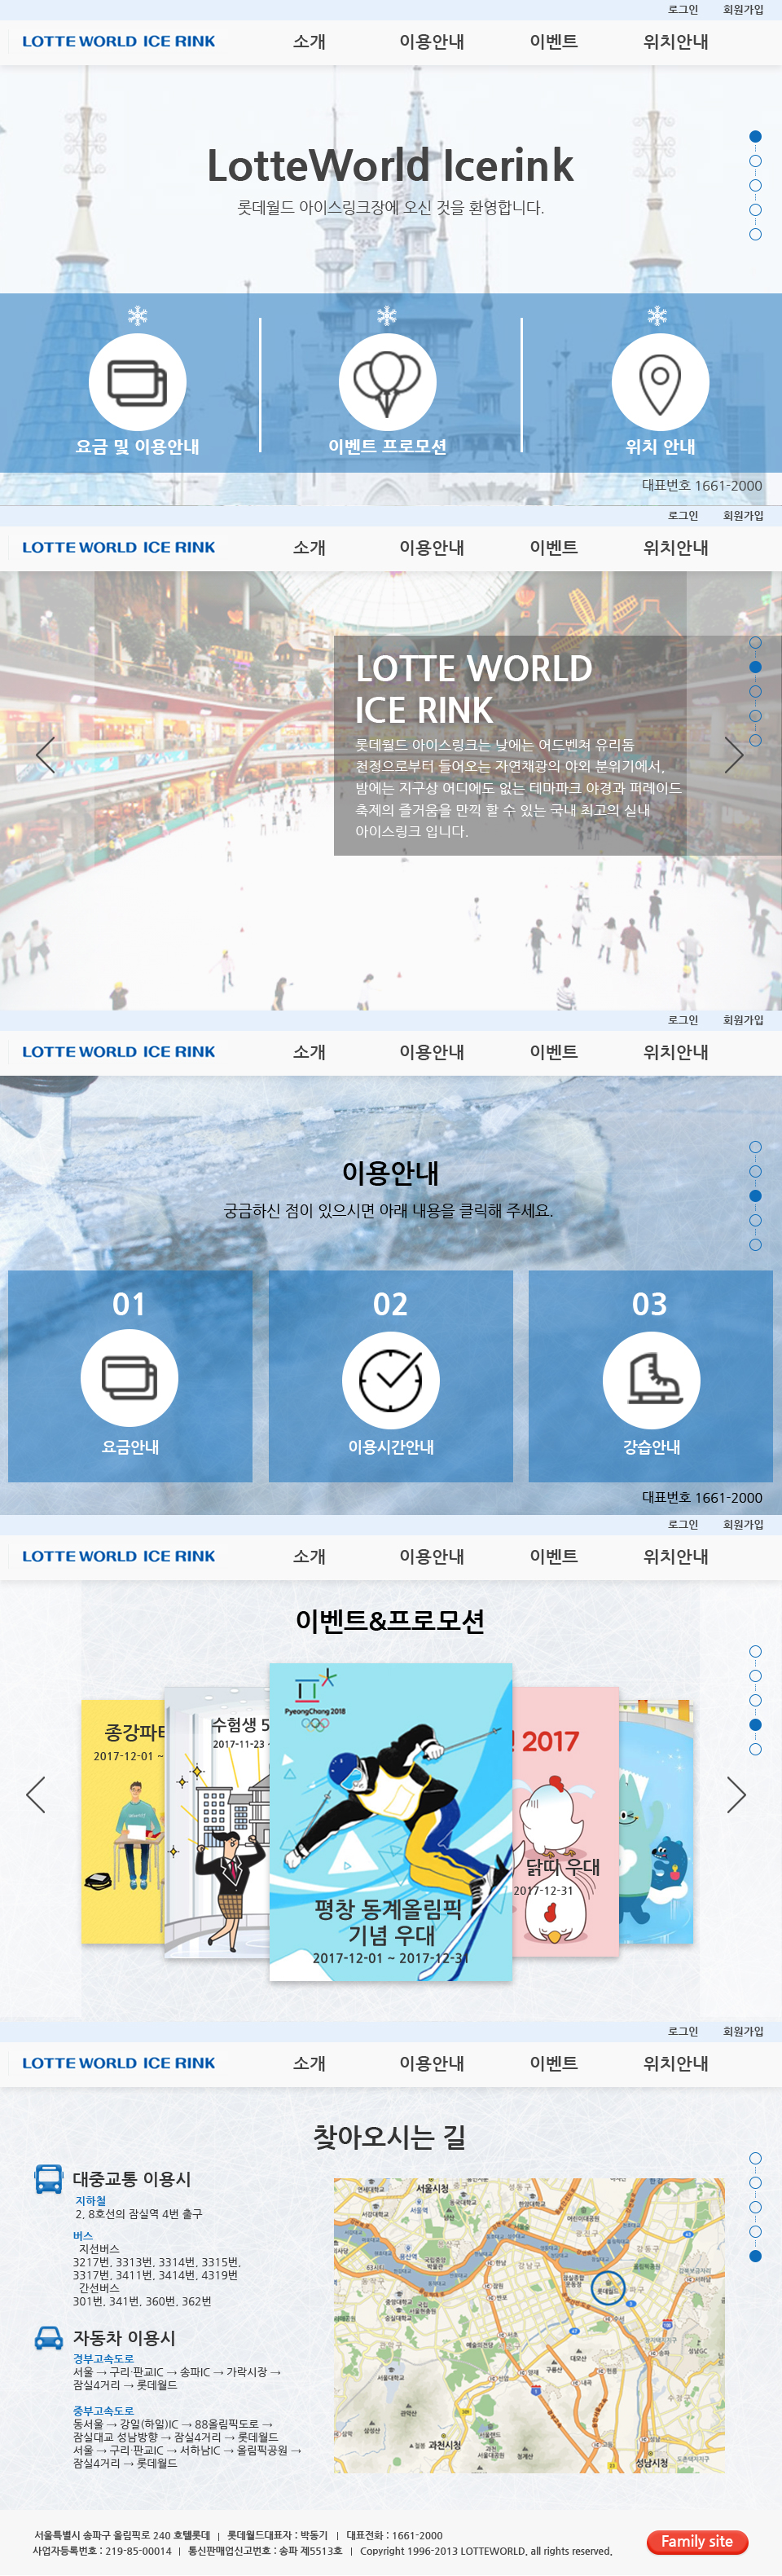 로그인 회원가입
LOTTE WORLD ICE RINK 소개 이용안내 이벤트 위치안내
LotteWorld Icerink
롯데월드 아이스링크장에 오신 것을 환영합니다.
요금 및 이용안내 이벤트 프로모션 위치 안내
대표번호 1661-2000
로그인 회원가입
LOTTE WORLD ICE RINK 소개 이용안내 이벤트 위치안내
LOTTE WORLD
ICE RINK
롯데월드 아이스링크는 낮에는 어드벤쳐 유리돔
천정으로부터 들어오는 자연채광의 야외 분위기에서,
밤에는 지구상 어디에도 없는 테마파크 야경과 퍼레이드
축제의 즐거움을 만끽 할 수 있는 국내 최고의 실내
아이스링크 입니다.
로그인 회원가입
LOTTE WORLD ICE RINK 소개 이용안내 이벤트 위치안내
이용안내
궁금하신 점이 있으시면 아래 내용을 클릭해 주세요.
01 02 03
요금안내 이용시간안내 강습안내
대표번호 1661-2000
로그인 회원가입
LOTTE WORLD ICE RINK 소개 이용안내 이벤트 위치안내
이벤트&프로모션
종강파티
2017-12-01 ~
수험생 5
2017-11-23 ~
PyeongChang 2018
평창 동계올림픽
기념 우대
2017-12-01 ~ 2017-12-31
2017
닭띠 우대
2017-12-31
로그인 회원가입
LOTTE WORLD ICE RINK 소개 이용안내 이벤트 위치안내
찾아오시는 길
대중교통 이용시
지하철
2, 8호선의 잠실역 4번 출구
버스
지선버스
3217번, 3313번, 3314번, 3315번,
3317번, 3411번, 3414번, 4319번
간선버스
301번, 341번, 360번, 362번
자동차 이용시
경부고속도로
서울 → 구리·판교IC → 송파IC → 가락시장 →
잠실4거리 → 롯데월드
중부고속도로
동서울 → 강일(하일)IC → 88올림픽도로 →
잠실대교 성남방향 → 잠실4거리 → 롯데월드
서울 → 구리·판교IC → 서하남IC → 올림픽공원 →
잠실4거리 → 롯데월드
서울시청
롯데월드
과천시청
성남시청
서울특별시 송파구 올림픽로 240 호텔롯데 | 롯데월드대표자 : 박동기 | 대표전화 : 1661-2000
사업자등록번호 : 219-85-00014 | 통신판매업신고번호 : 송파 제5513호 | Copyright 1996-2013 LOTTEWORLD, all rights reserved.
Family site